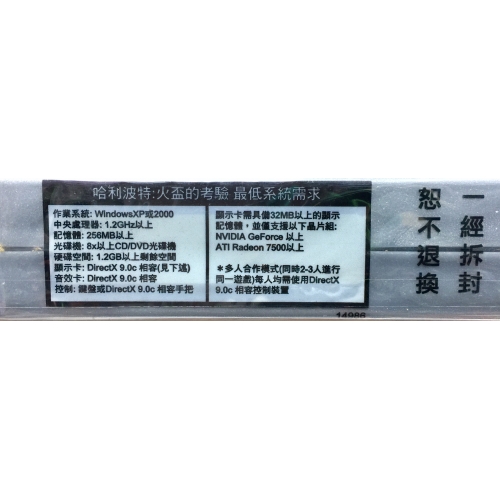 哈利波特:火盃的考驗 最低系統需求
作業系統: WindowsXP或2000
中央處理器: 1.2GHz以上
記憶體: 256MB以上
光碟機: 8x以上CD/DVD光碟機
硬碟空間: 1.2GB以上剩餘空間
顯示卡: DirectX 9.0c 相容(見下述)
音效卡: DirectX 9.0c 相容
控制: 鍵盤或DirectX 9.0c 相容手把
顯示卡需具備32MB以上的顯示
記憶體，並僅支援以下晶片組:
NVIDIA GeForce 以上
ATI Radeon 7500以上
＊多人合作模式(同時2-3人進行
同一遊戲)每人均需使用DirectX
9.0c 相容控制裝置
14986
一經拆封
恕不退換